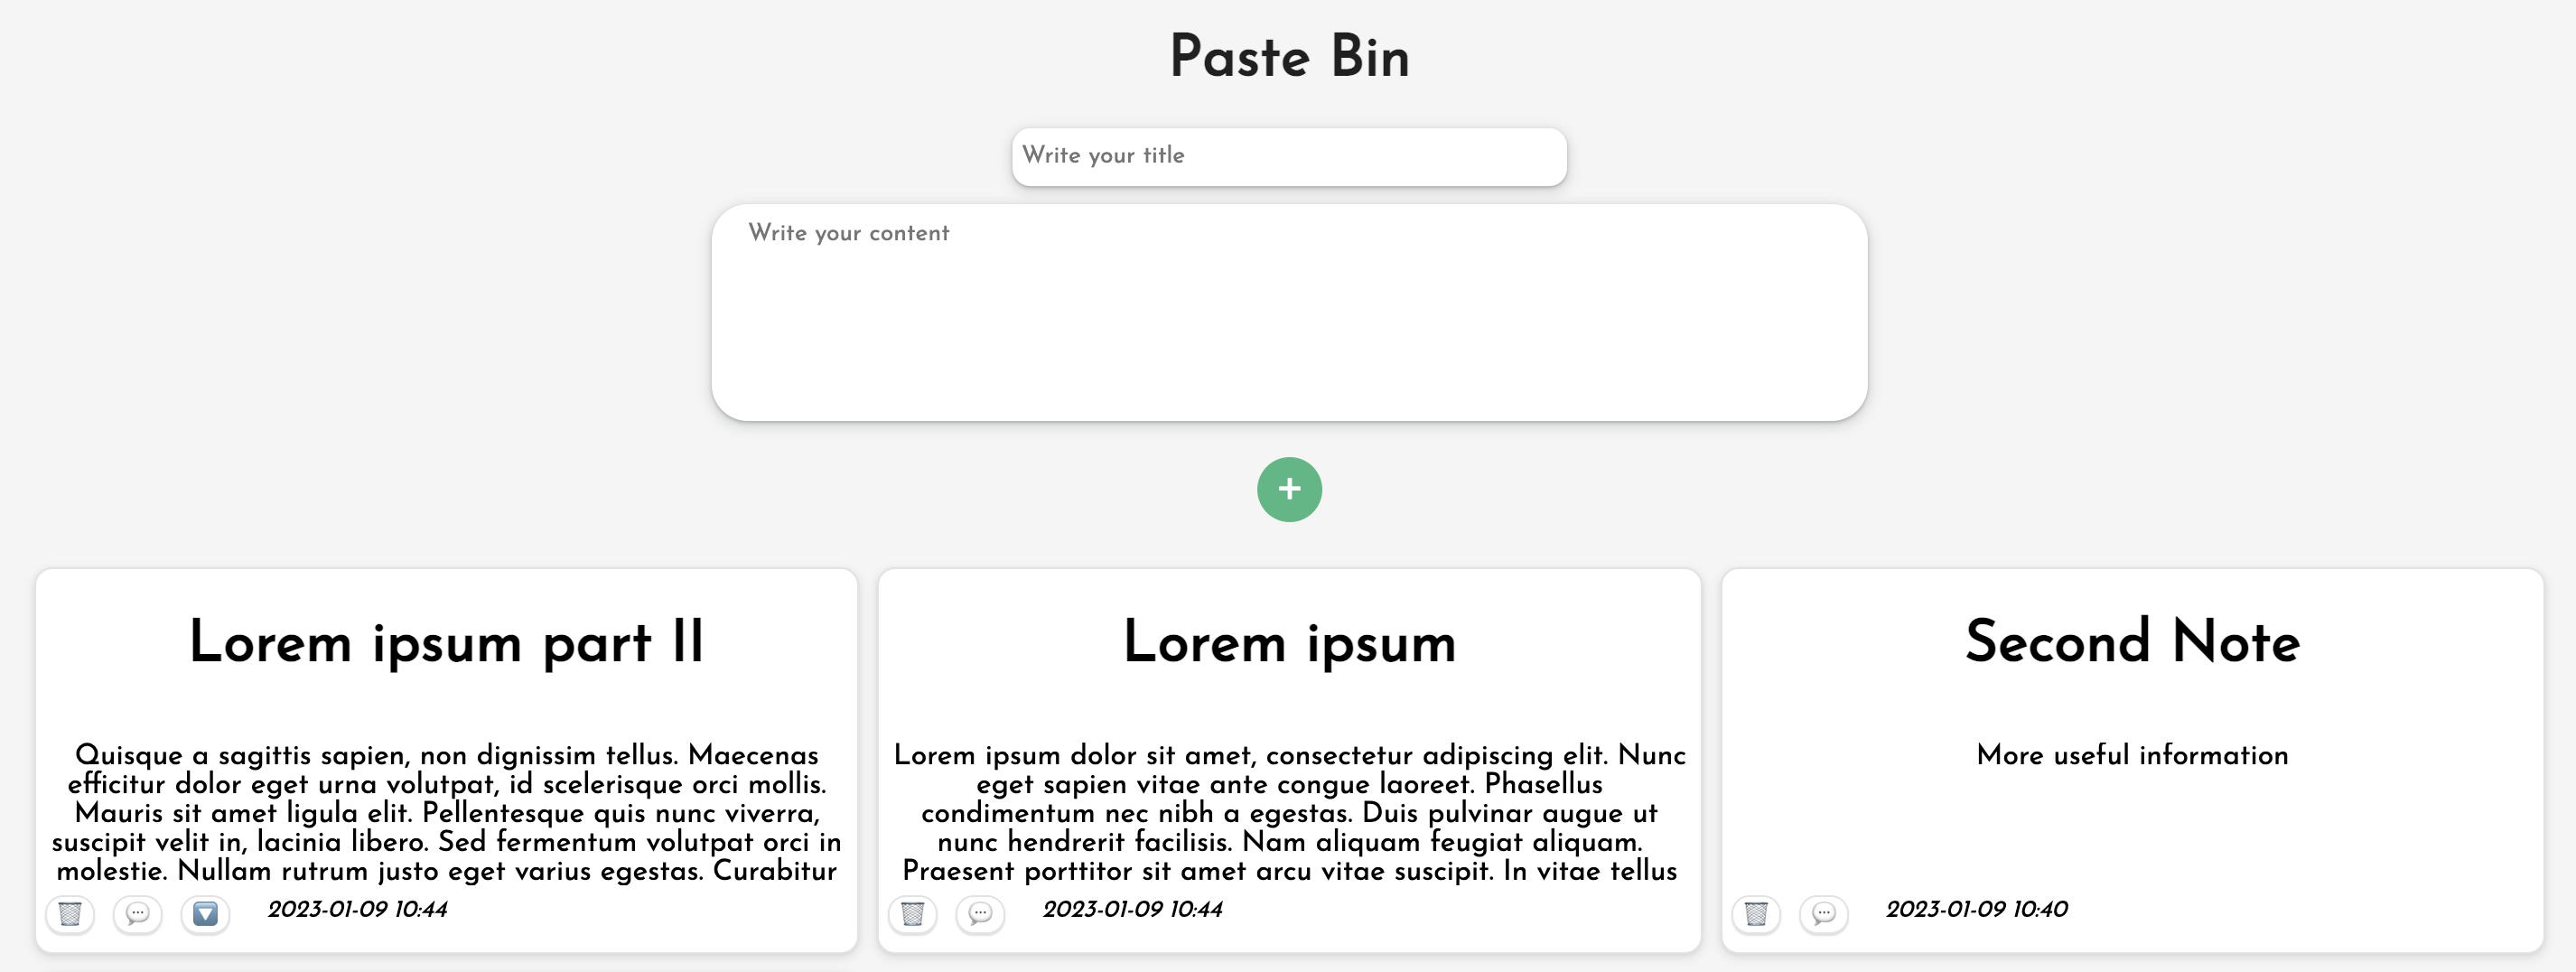 Paste Bin
Write your title
Write your content
+
Lorem ipsum part II
Quisque a sagittis sapien, non dignissim tellus. Maecenas
efficitur dolor eget urna volutpat, id scelerisque orci mollis.
Mauris sit amet ligula elit. Pellentesque quis nunc viverra,
suscipit velit in, lacinia libero. Sed fermentum volutpat orci in
molestie. Nullam rutrum justo eget varius egestas. Curabitur
2023-01-09 10:44
Lorem ipsum
Lorem ipsum dolor sit amet, consectetur adipiscing elit. Nunc
eget sapien vitae ante congue laoreet. Phasellus
condimentum nec nibh a egestas. Duis pulvinar augue ut
nunc hendrerit facilisis. Nam aliquam feugiat aliquam.
Praesent porttitor sit amet arcu vitae suscipit. In vitae tellus
2023-01-09 10:44
Second Note
More useful information
2023-01-09 10:40